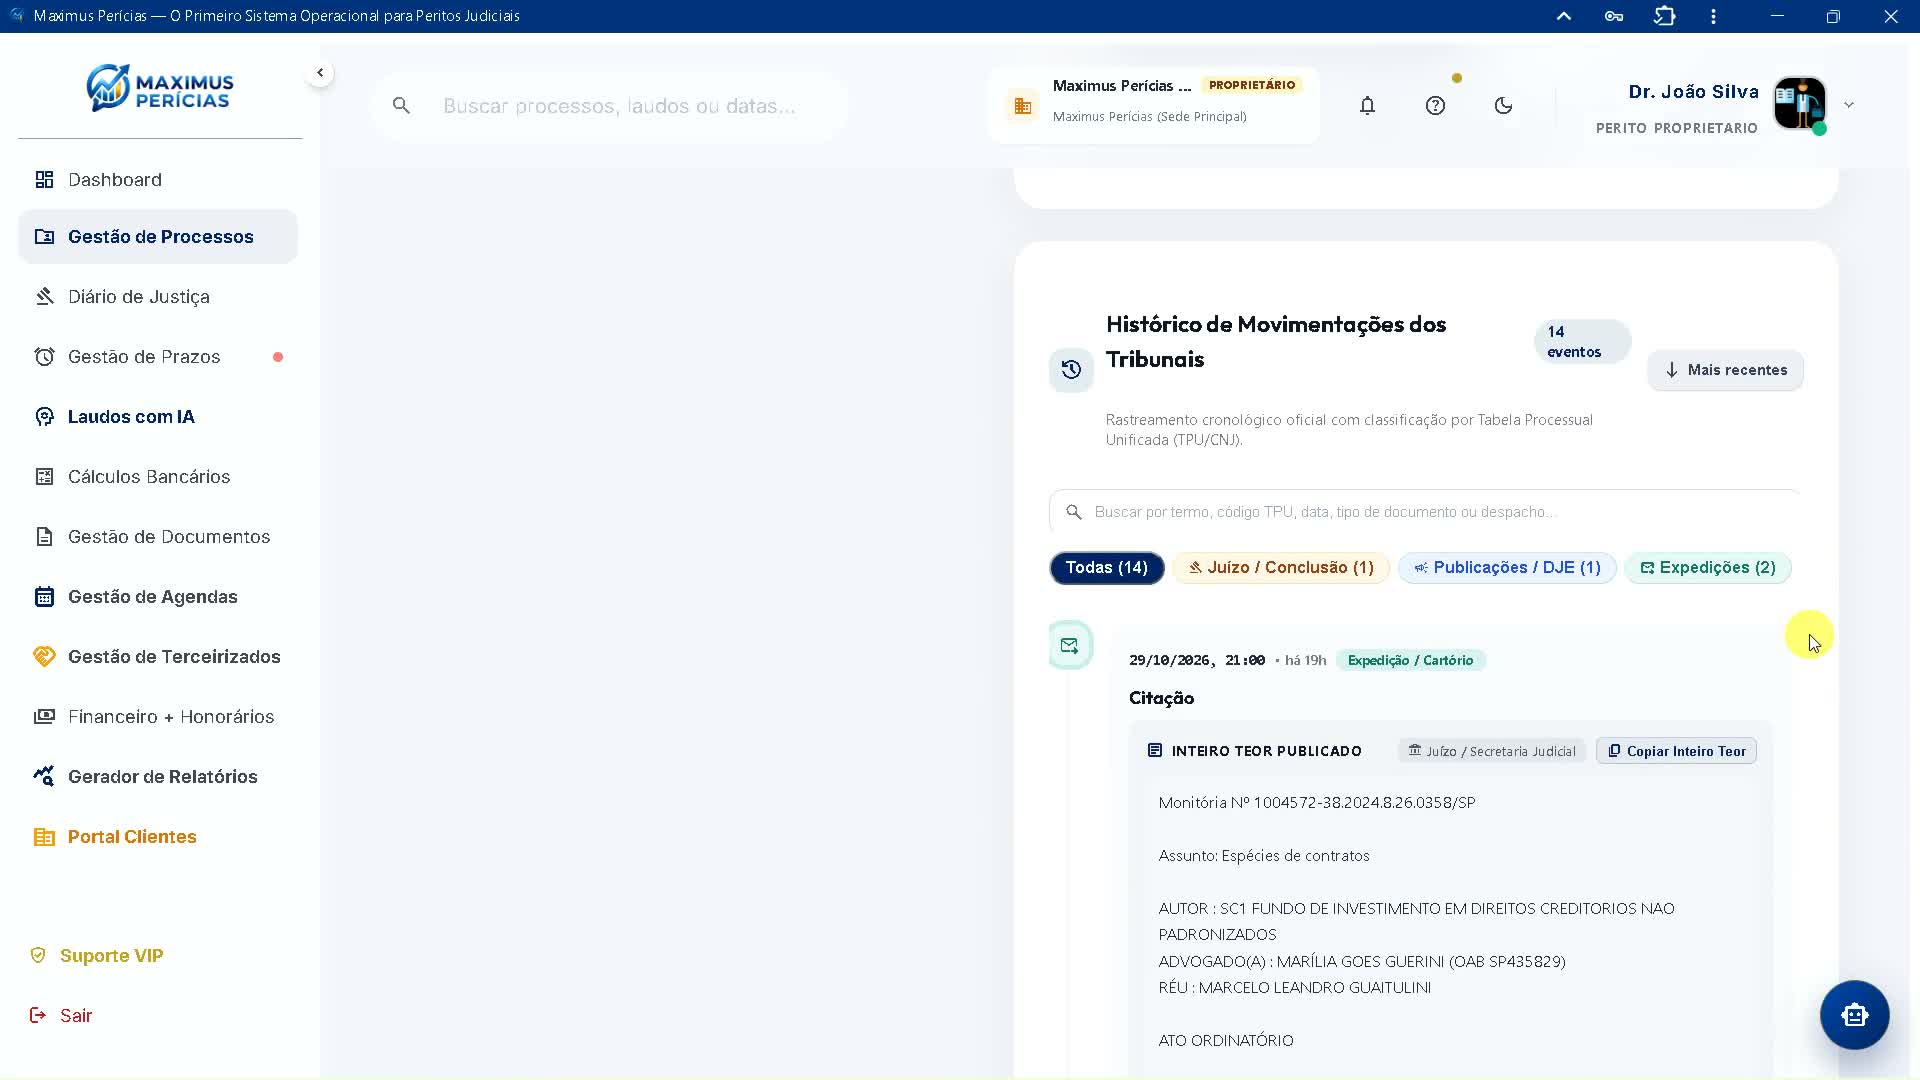 Maximus Perícias — O Primeiro Sistema Operacional para Peritos Judiciais
MAXIMUS
PERÍCIAS
Dashboard
Gestão de Processos
Diário de Justiça
Gestão de Prazos
Laudos com IA
Cálculos Bancários
Gestão de Documentos
Gestão de Agendas
Gestão de Terceirizados
Financeiro + Honorários
Gerador de Relatórios
Portal Clientes
Suporte VIP
Sair
Buscar processos, laudos ou datas...
Maximus Perícias ... PROPRIETÁRIO
Maximus Perícias (Sede Principal)
Dr. João Silva
PERITO PROPRIETARIO
Histórico de Movimentações dos
Tribunais
14
eventos
Mais recentes
Rastreamento cronológico oficial com classificação por Tabela Processual
Unificada (TPU/CNJ).
Buscar por termo, código TPU, data, tipo de documento ou despacho...
Todas (14) Juízo / Conclusão (1) Publicações / DJE (1) Expedições (2)
29/10/2026, 21:00 • há 19h Expedição / Cartório
Citação
INTEIRO TEOR PUBLICADO Juízo / Secretaria Judicial Copiar Inteiro Teor
Monitória Nº 1004572-38.2024.8.26.0358/SP
Assunto: Espécies de contratos
AUTOR : SC1 FUNDO DE INVESTIMENTO EM DIREITOS CREDITORIOS NAO
PADRONIZADOS
ADVOGADO(A) : MARÍLIA GOES GUERINI (OAB SP435829)
RÉU : MARCELO LEANDRO GUAITULINI
ATO ORDINATÓRIO